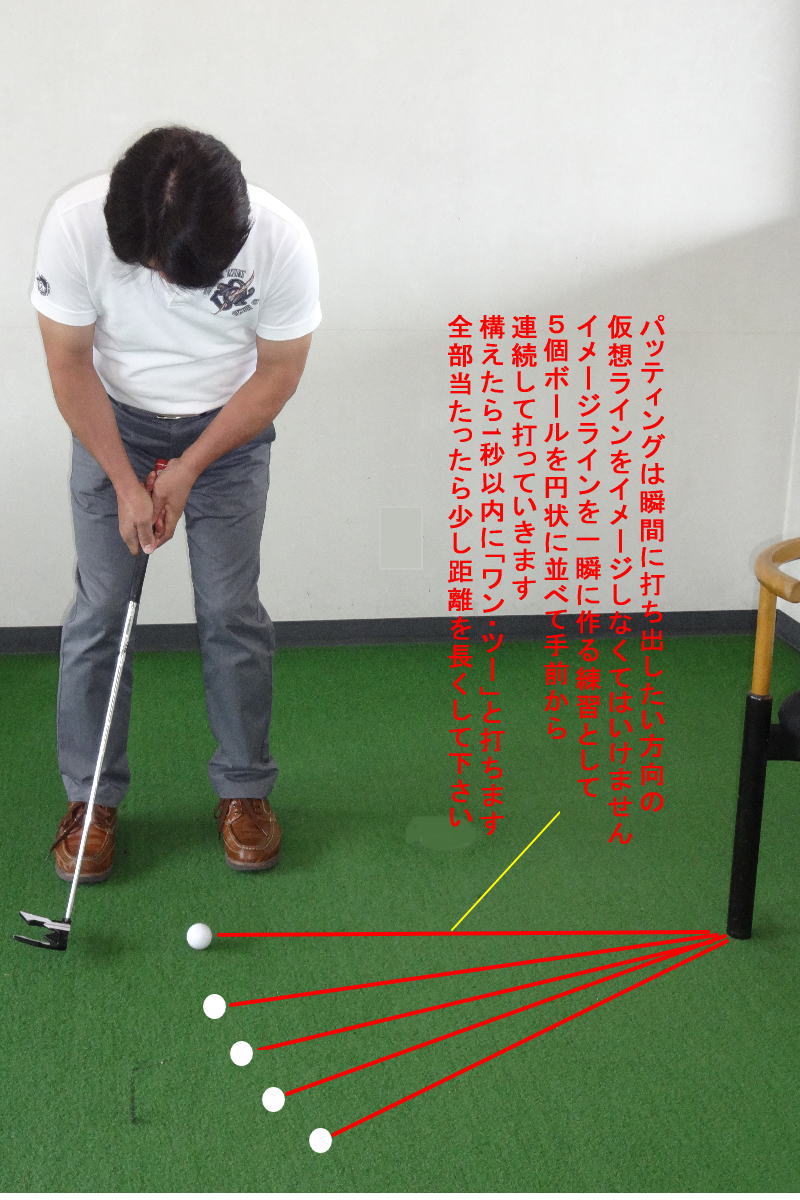 パッティングは瞬間に打ち出したい方向の
仮想ラインをイメージしなくてはいけません
イメージラインを一瞬に作る練習として
5個ボールを円状に並べて手前から
連続して打っていきます
構えたら1秒以内に「ワン・ツー」と打ちます
全部当たったら少し距離を長くして下さい